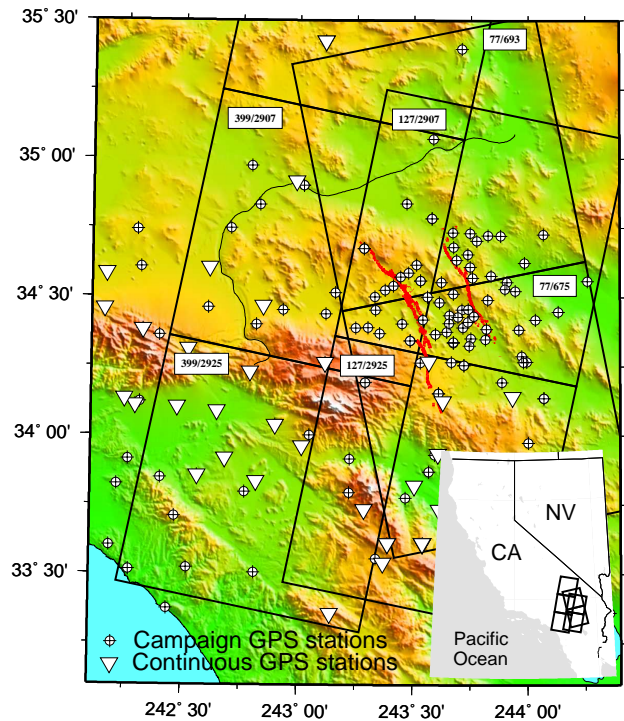 35˚ 30'
77/693
399/2907
127/2907
35˚ 00'
77/675
34˚ 30'
399/2925
127/2925
34˚ 00'
NV
CA
33˚ 30'
Campaign GPS stations
Continuous GPS stations
Pacific
Ocean
242˚ 30'
243˚ 00'
243˚ 30'
244˚ 00'